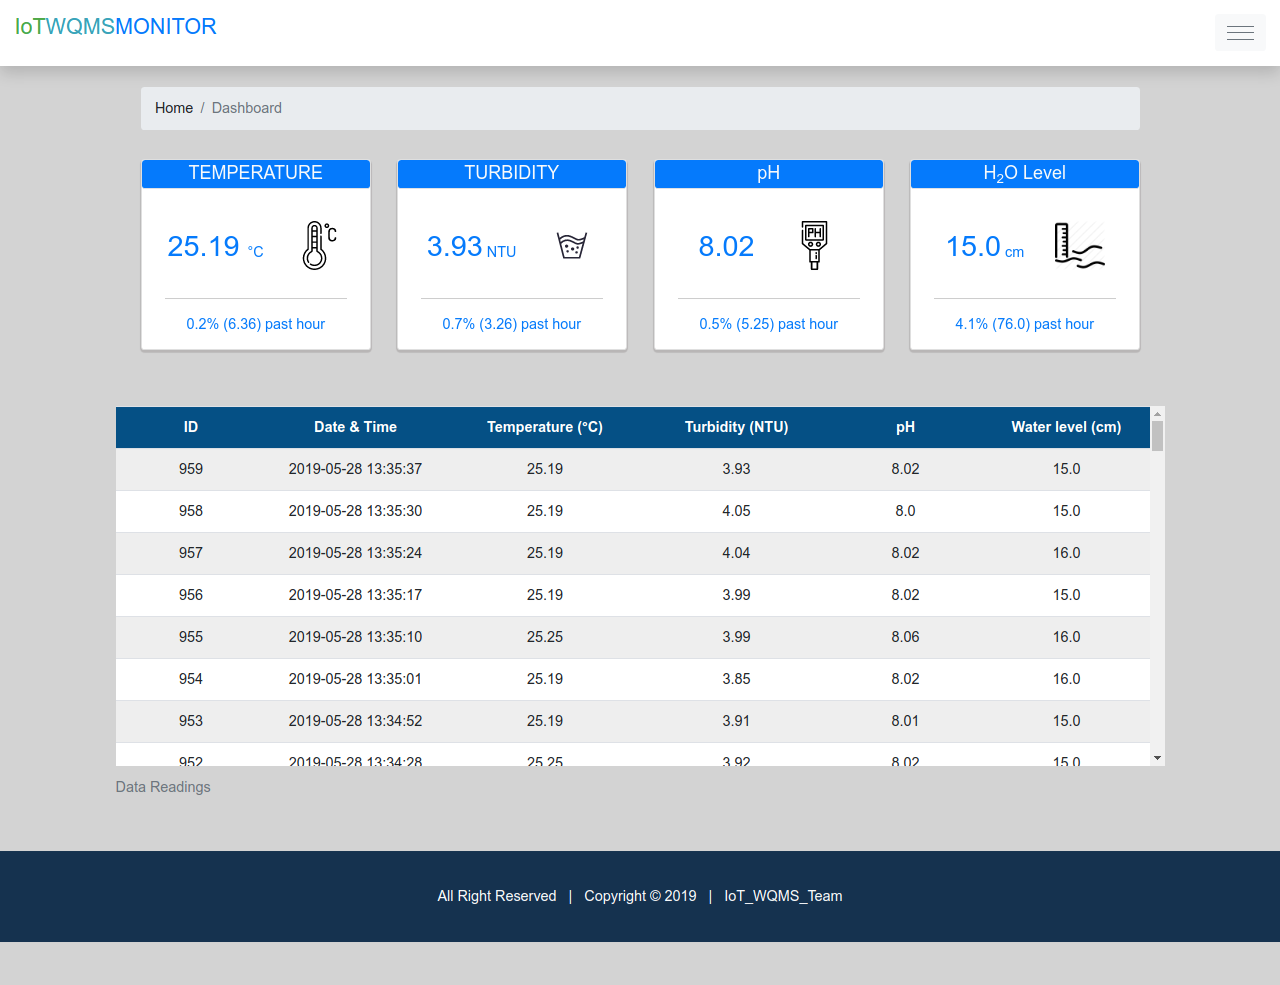 IoTWQMSMONITOR
Home / Dashboard
TEMPERATURE
25.19 °C
°C
0.2% (6.36) past hour
TURBIDITY
3.93 NTU
0.7% (3.26) past hour
pH
8.02
PH
0.5% (5.25) past hour
H₂O Level
15.0 cm
4.1% (76.0) past hour
ID Date & Time Temperature (°C) Turbidity (NTU) pH Water level (cm)
959 2019-05-28 13:35:37 25.19 3.93 8.02 15.0
958 2019-05-28 13:35:30 25.19 4.05 8.0 15.0
957 2019-05-28 13:35:24 25.19 4.04 8.02 16.0
956 2019-05-28 13:35:17 25.19 3.99 8.02 15.0
955 2019-05-28 13:35:10 25.25 3.99 8.06 16.0
954 2019-05-28 13:35:01 25.19 3.85 8.02 16.0
953 2019-05-28 13:34:52 25.19 3.91 8.01 15.0
952 2019-05-28 13:34:28 25.25 3.92 8.02 15.0
Data Readings
All Right Reserved | Copyright © 2019 | IoT_WQMS_Team